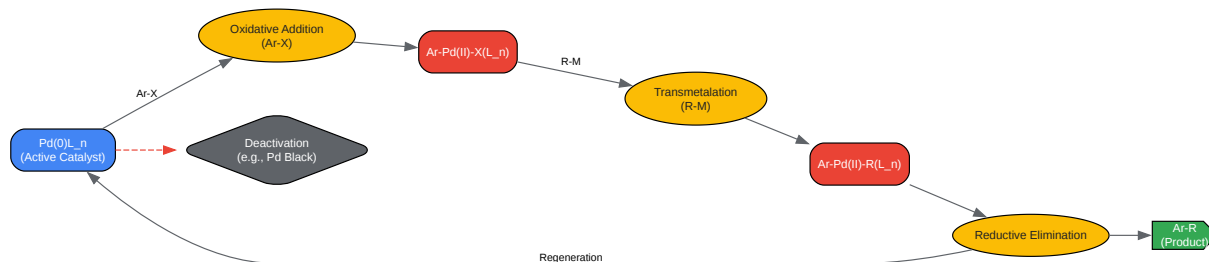 Oxidative Addition
(Ar-X)
Ar-Pd(II)-X(L_n)
R-M
Ar-X
Transmetalation
(R-M)
Pd(0)L_n
(Active Catalyst)
Deactivation
(e.g., Pd Black)
Ar-Pd(II)-R(L_n)
Reductive Elimination
Ar-R
(Product)
Regeneration